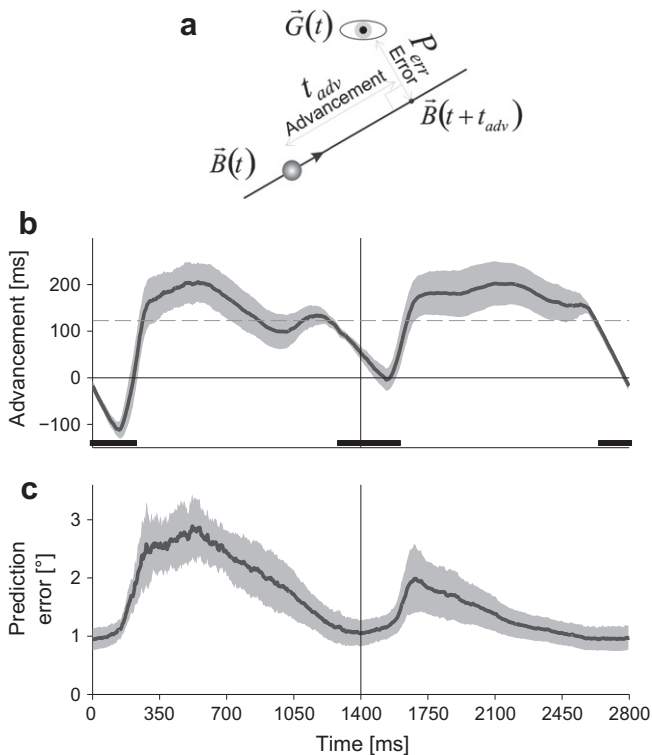 a
G⃗(t)
P_err
Error
t_adv
Advancement
B⃗(t + t_adv)
B⃗(t)
b
Advancement [ms]
200
100
0
−100
c
Prediction
error [°]
3
2
1
0
0 350 700 1050 1400 1750 2100 2450 2800
Time [ms]